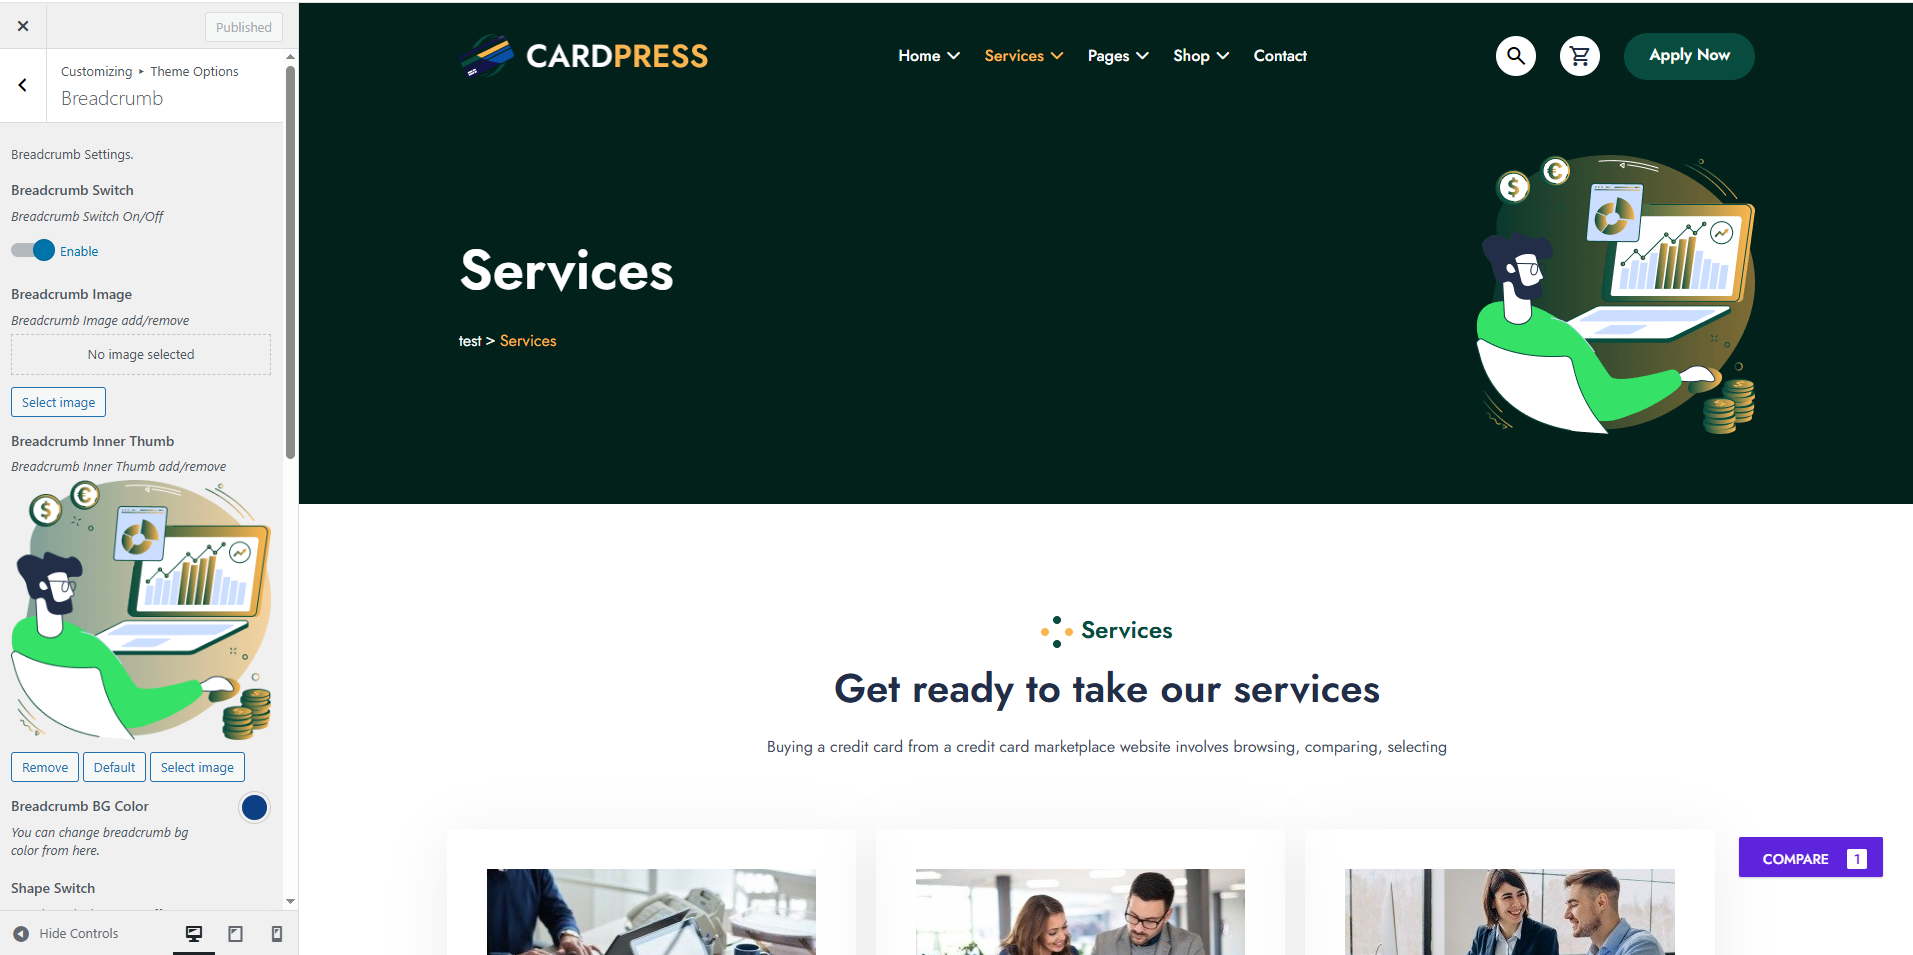 Published
Customizing ▸ Theme Options
Breadcrumb
Breadcrumb Settings.
Breadcrumb Switch
Breadcrumb Switch On/Off
Enable
Breadcrumb Image
Breadcrumb Image add/remove
No image selected
Select image
Breadcrumb Inner Thumb
Breadcrumb Inner Thumb add/remove
$ €
Remove Default Select image
Breadcrumb BG Color
You can change breadcrumb bg
color from here.
Shape Switch
Hide Controls
CARDPRESS
Home Services Pages Shop Contact
Apply Now
$ €
Services
test > Services
Services
Get ready to take our services
Buying a credit card from a credit card marketplace website involves browsing, comparing, selecting
COMPARE 1